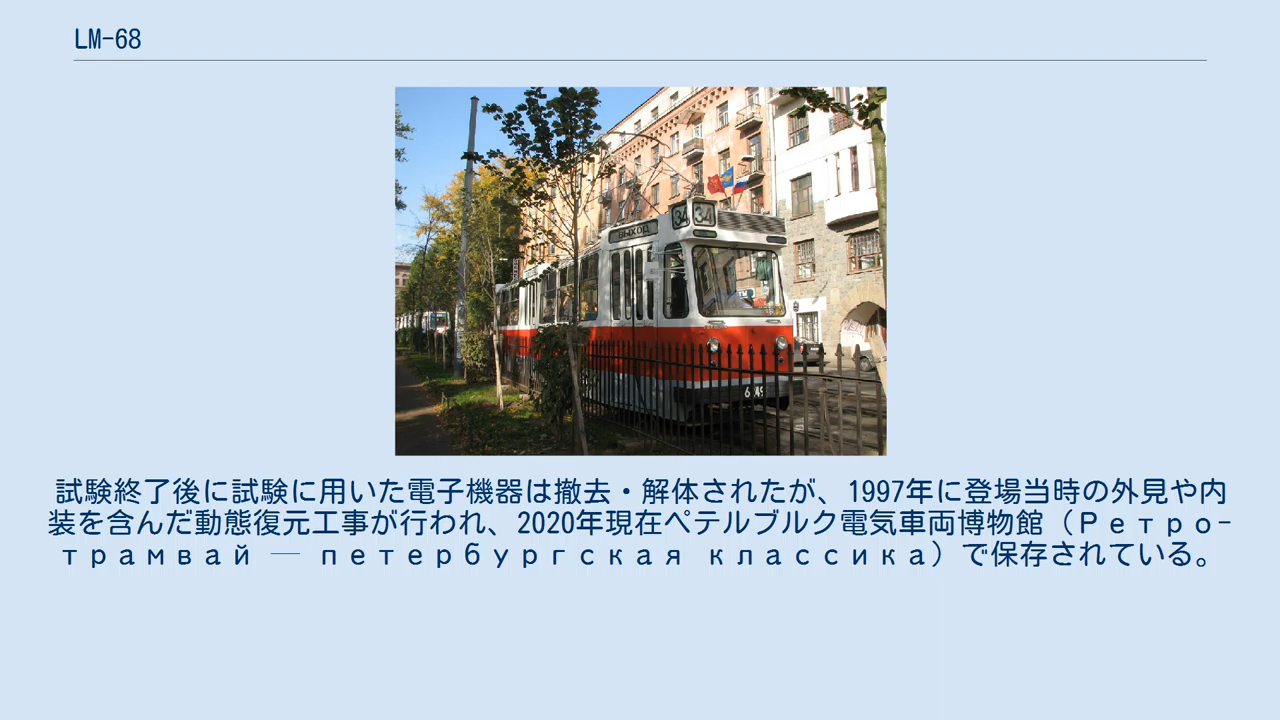 LM-68
34 34
ВЫХОД
試験終了後に試験に用いた電子機器は撤去・解体されたが、1997年に登場当時の外見や内
装を含んだ動態復元工事が行われ、2020年現在ペテルブルク電気車両博物館（Ретро-
трамвай — петербургская классика）で保存されている。